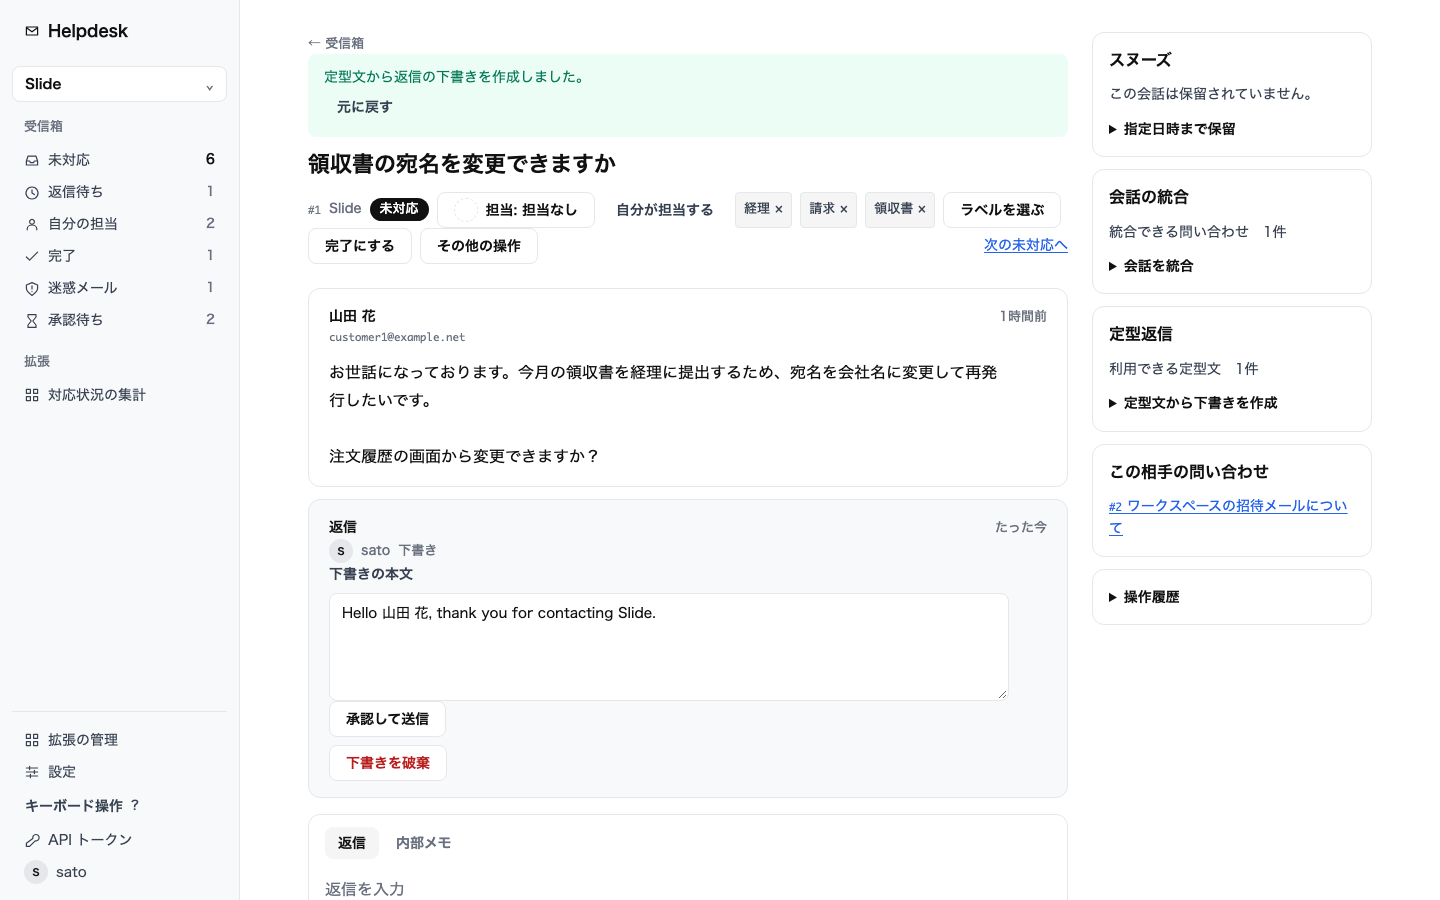 Helpdesk
Slide
受信箱
未対応 6
返信待ち 1
自分の担当 2
完了 1
迷惑メール 1
承認待ち 2
拡張
対応状況の集計
拡張の管理
設定
キーボード操作 ?
API トークン
S sato
← 受信箱
定型文から返信の下書きを作成しました。
元に戻す
領収書の宛名を変更できますか
#1 Slide 未対応 担当: 担当なし 自分が担当する 経理 × 請求 × 領収書 × ラベルを選ぶ
完了にする その他の操作 次の未対応へ
山田 花 1時間前
customer1@example.net
お世話になっております。今月の領収書を経理に提出するため、宛名を会社名に変更して再発
行したいです。
注文履歴の画面から変更できますか？
返信 たった今
S sato 下書き
下書きの本文
Hello 山田 花, thank you for contacting Slide.
承認して送信
下書きを破棄
返信 内部メモ
返信を入力
スヌーズ
この会話は保留されていません。
▶ 指定日時まで保留
会話の統合
統合できる問い合わせ 1件
▶ 会話を統合
定型返信
利用できる定型文 1件
▶ 定型文から下書きを作成
この相手の問い合わせ
#2 ワークスペースの招待メールについ
て
▶ 操作履歴